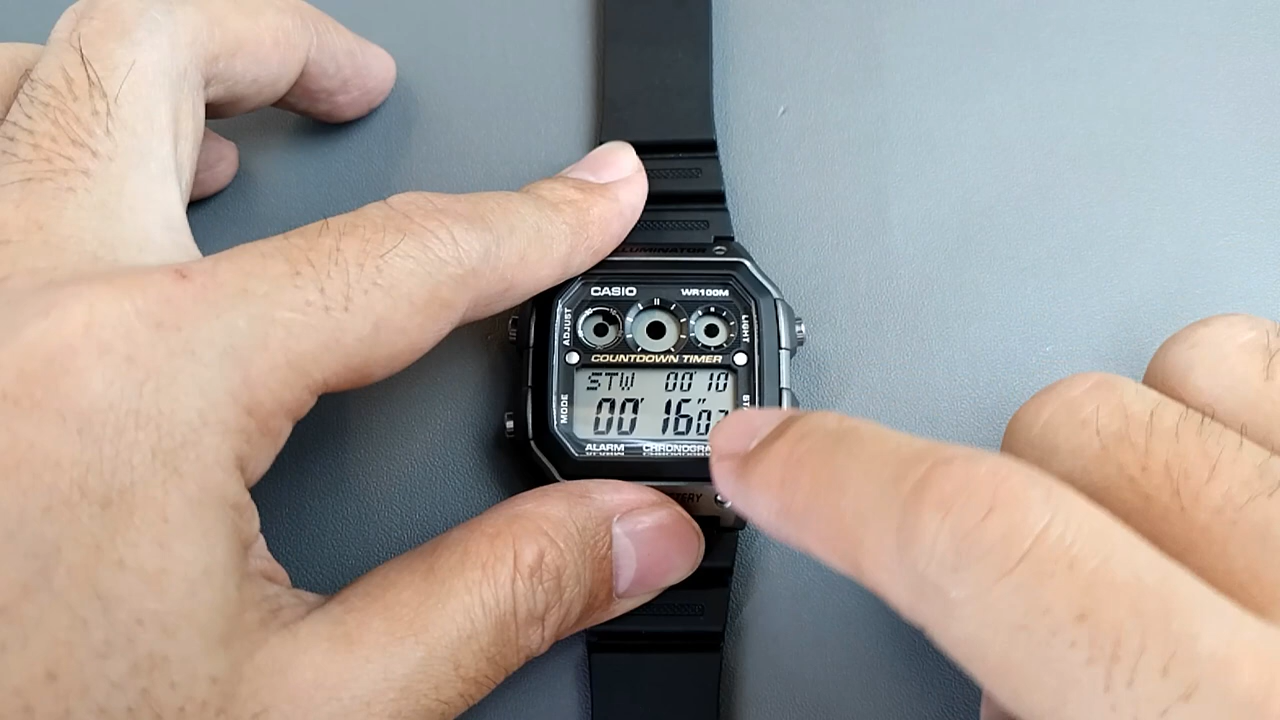 ILLUMINATOR
CASIO WR100M
ADJUST
LIGHT
COUNTDOWN TIMER
STW 00' 10
00' 16"
MODE
ALARM